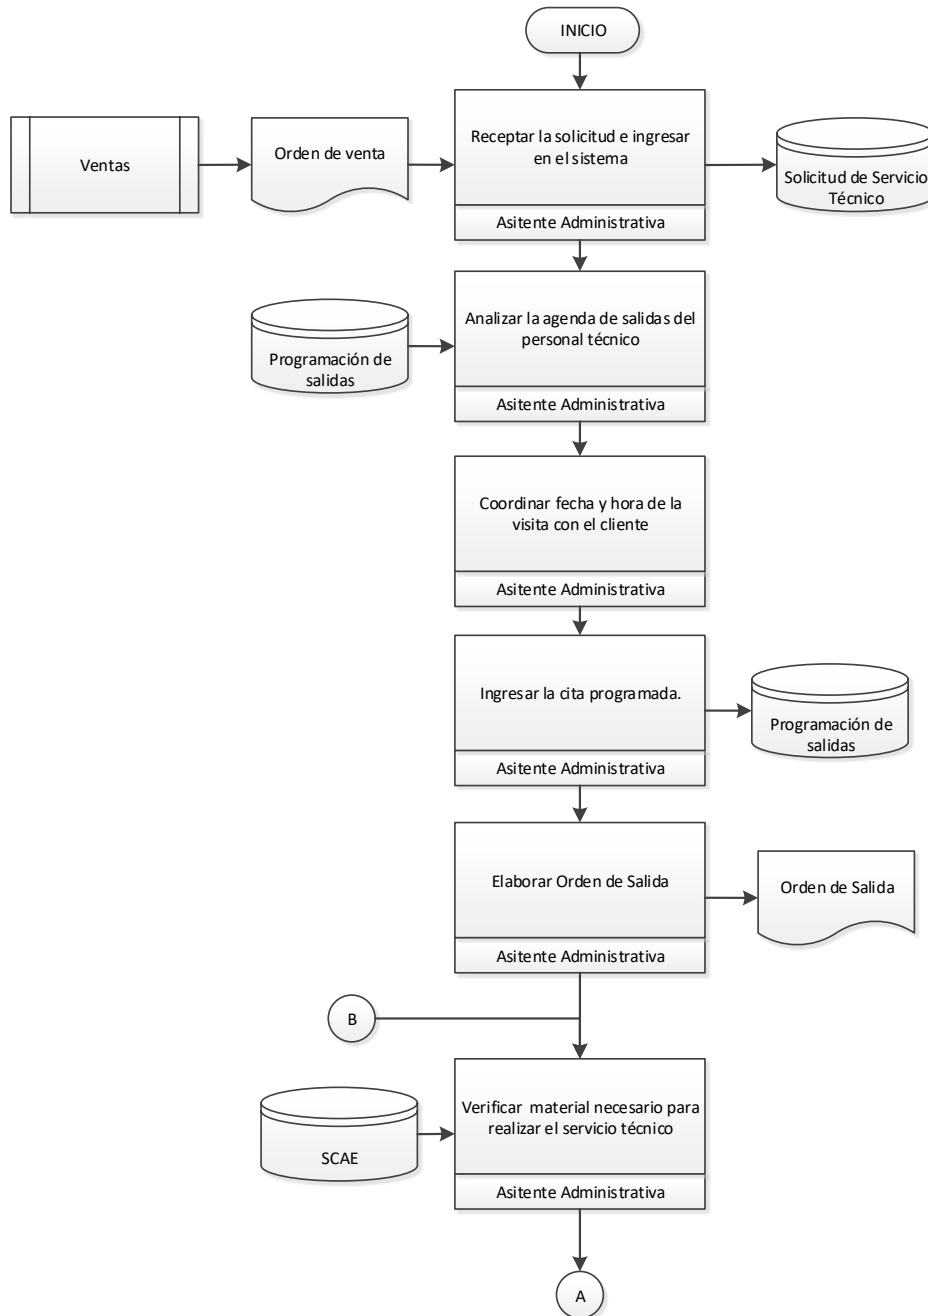 INICIO
Ventas
Orden de venta
Receptar la solicitud e ingresar
en el sistema
Asitente Administrativa
Solicitud de Servicio
Técnico
Programación de
salidas
Analizar la agenda de salidas del
personal técnico
Asitente Administrativa
Coordinar fecha y hora de la
visita con el cliente
Asitente Administrativa
Ingresar la cita programada.
Asitente Administrativa
Programación de
salidas
Elaborar Orden de Salida
Asitente Administrativa
Orden de Salida
B
SCAE
Verificar material necesario para
realizar el servicio técnico
Asitente Administrativa
A